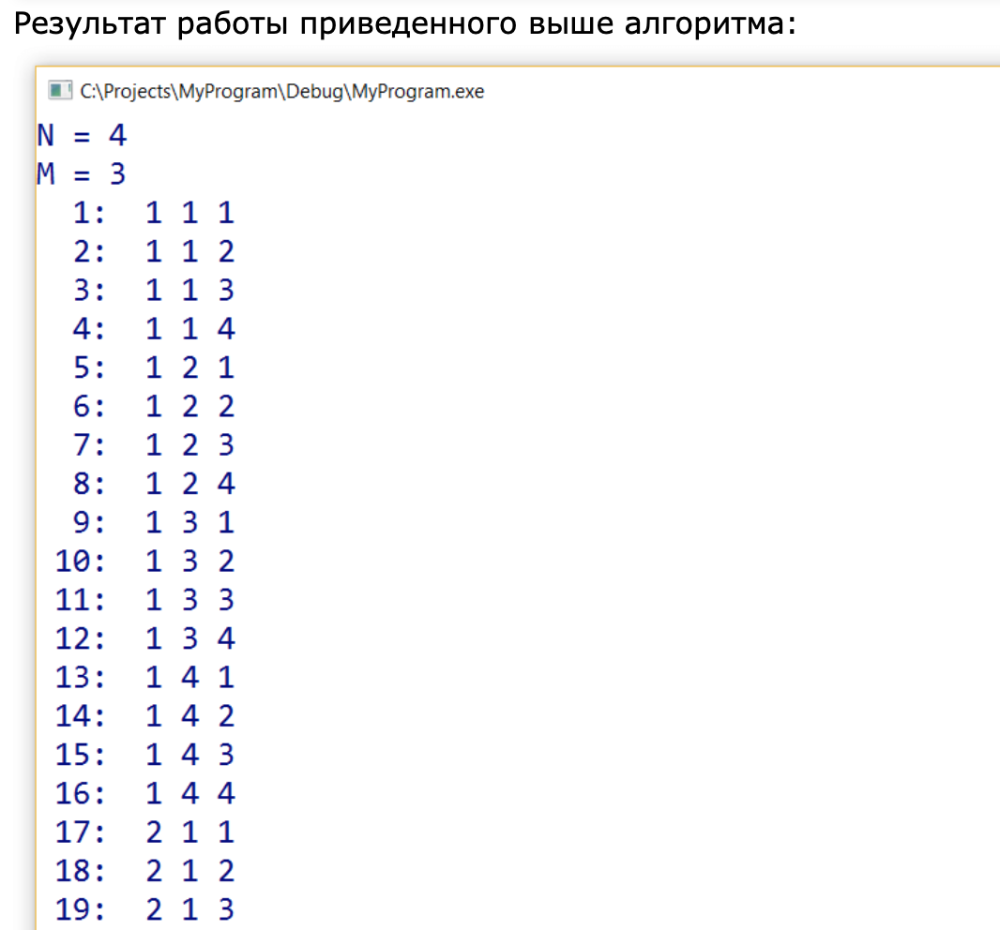 Результат работы приведенного выше алгоритма:
C:\Projects\MyProgram\Debug\MyProgram.exe
N = 4
M = 3
1: 1 1 1
2: 1 1 2
3: 1 1 3
4: 1 1 4
5: 1 2 1
6: 1 2 2
7: 1 2 3
8: 1 2 4
9: 1 3 1
10: 1 3 2
11: 1 3 3
12: 1 3 4
13: 1 4 1
14: 1 4 2
15: 1 4 3
16: 1 4 4
17: 2 1 1
18: 2 1 2
19: 2 1 3